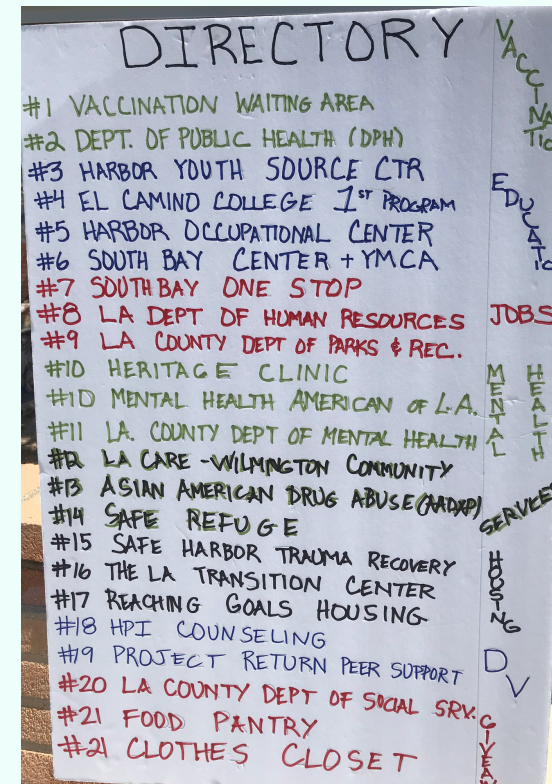 DIRECTORY
#1 VACCINATION WAITING AREA
#2 DEPT. OF PUBLIC HEALTH (DPH)
#3 HARBOR YOUTH SOURCE CTR
#4 EL CAMINO COLLEGE 1ST PROGRAM
#5 HARBOR OCCUPATIONAL CENTER
#6 SOUTH BAY CENTER + YMCA
#7 SOUTH BAY ONE STOP
#8 LA DEPT OF HUMAN RESOURCES
#9 LA COUNTY DEPT OF PARKS & REC.
#10 HERITAGE CLINIC
#10 MENTAL HEALTH AMERICAN OF L.A.
#11 LA. COUNTY DEPT OF MENTAL HEALTH
#12 LA CARE - WILMINGTON COMMUNITY
#13 ASIAN AMERICAN DRUG ABUSE (AADAP)
#14 SAFE REFUGE
#15 SAFE HARBOR TRAUMA RECOVERY
#16 THE LA TRANSITION CENTER
#17 REACHING GOALS HOUSING
#18 HPI COUNSELING
#19 PROJECT RETURN PEER SUPPORT
#20 LA COUNTY DEPT OF SOCIAL SRV.
#21 FOOD PANTRY
#21 CLOTHES CLOSET
VACCINATIO
EDUCATIO
JOBS
MENTAL
HEALTH
SERVICES
HOUSING
DV
GIVEAW